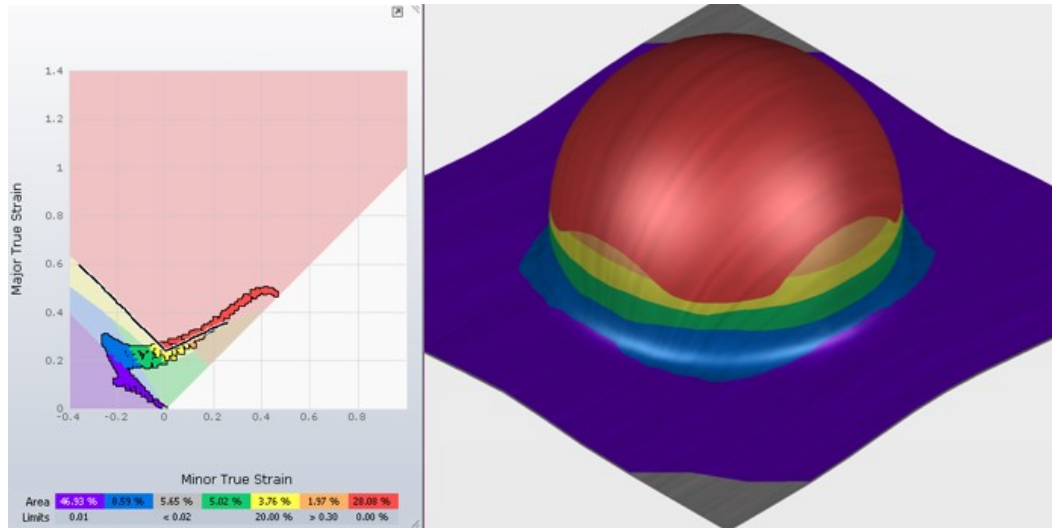 1.4
1.2
1
0.8
0.6
0.4
0.2
0
-0.4 -0.2 0 0.2 0.4 0.6 0.8
Major True Strain
Minor True Strain
Area 46.93 % 8.59 % 5.65 % 5.02 % 3.76 % 1.97 % 28.08 %
Limits 0.01 < 0.02 20.00 % > 0.30 0.00 %